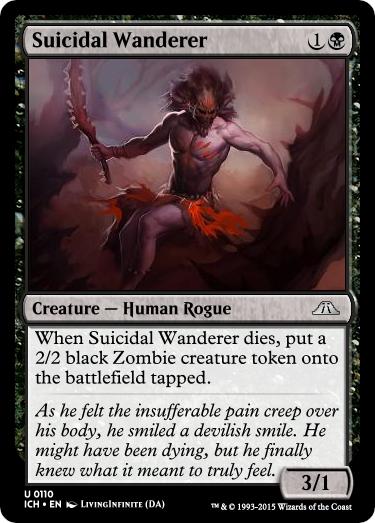 Suicidal Wanderer 1
Creature — Human Rogue
When Suicidal Wanderer dies, put a
2/2 black Zombie creature token onto
the battlefield tapped.
As he felt the insufferable pain creep over
his body, he smiled a devilish smile. He
might have been dying, but he finally
knew what it meant to truly feel.
3/1
U 0110
ICH • EN LivingInfinite (DA)
™ & © 1993-2015 Wizards of the Coast